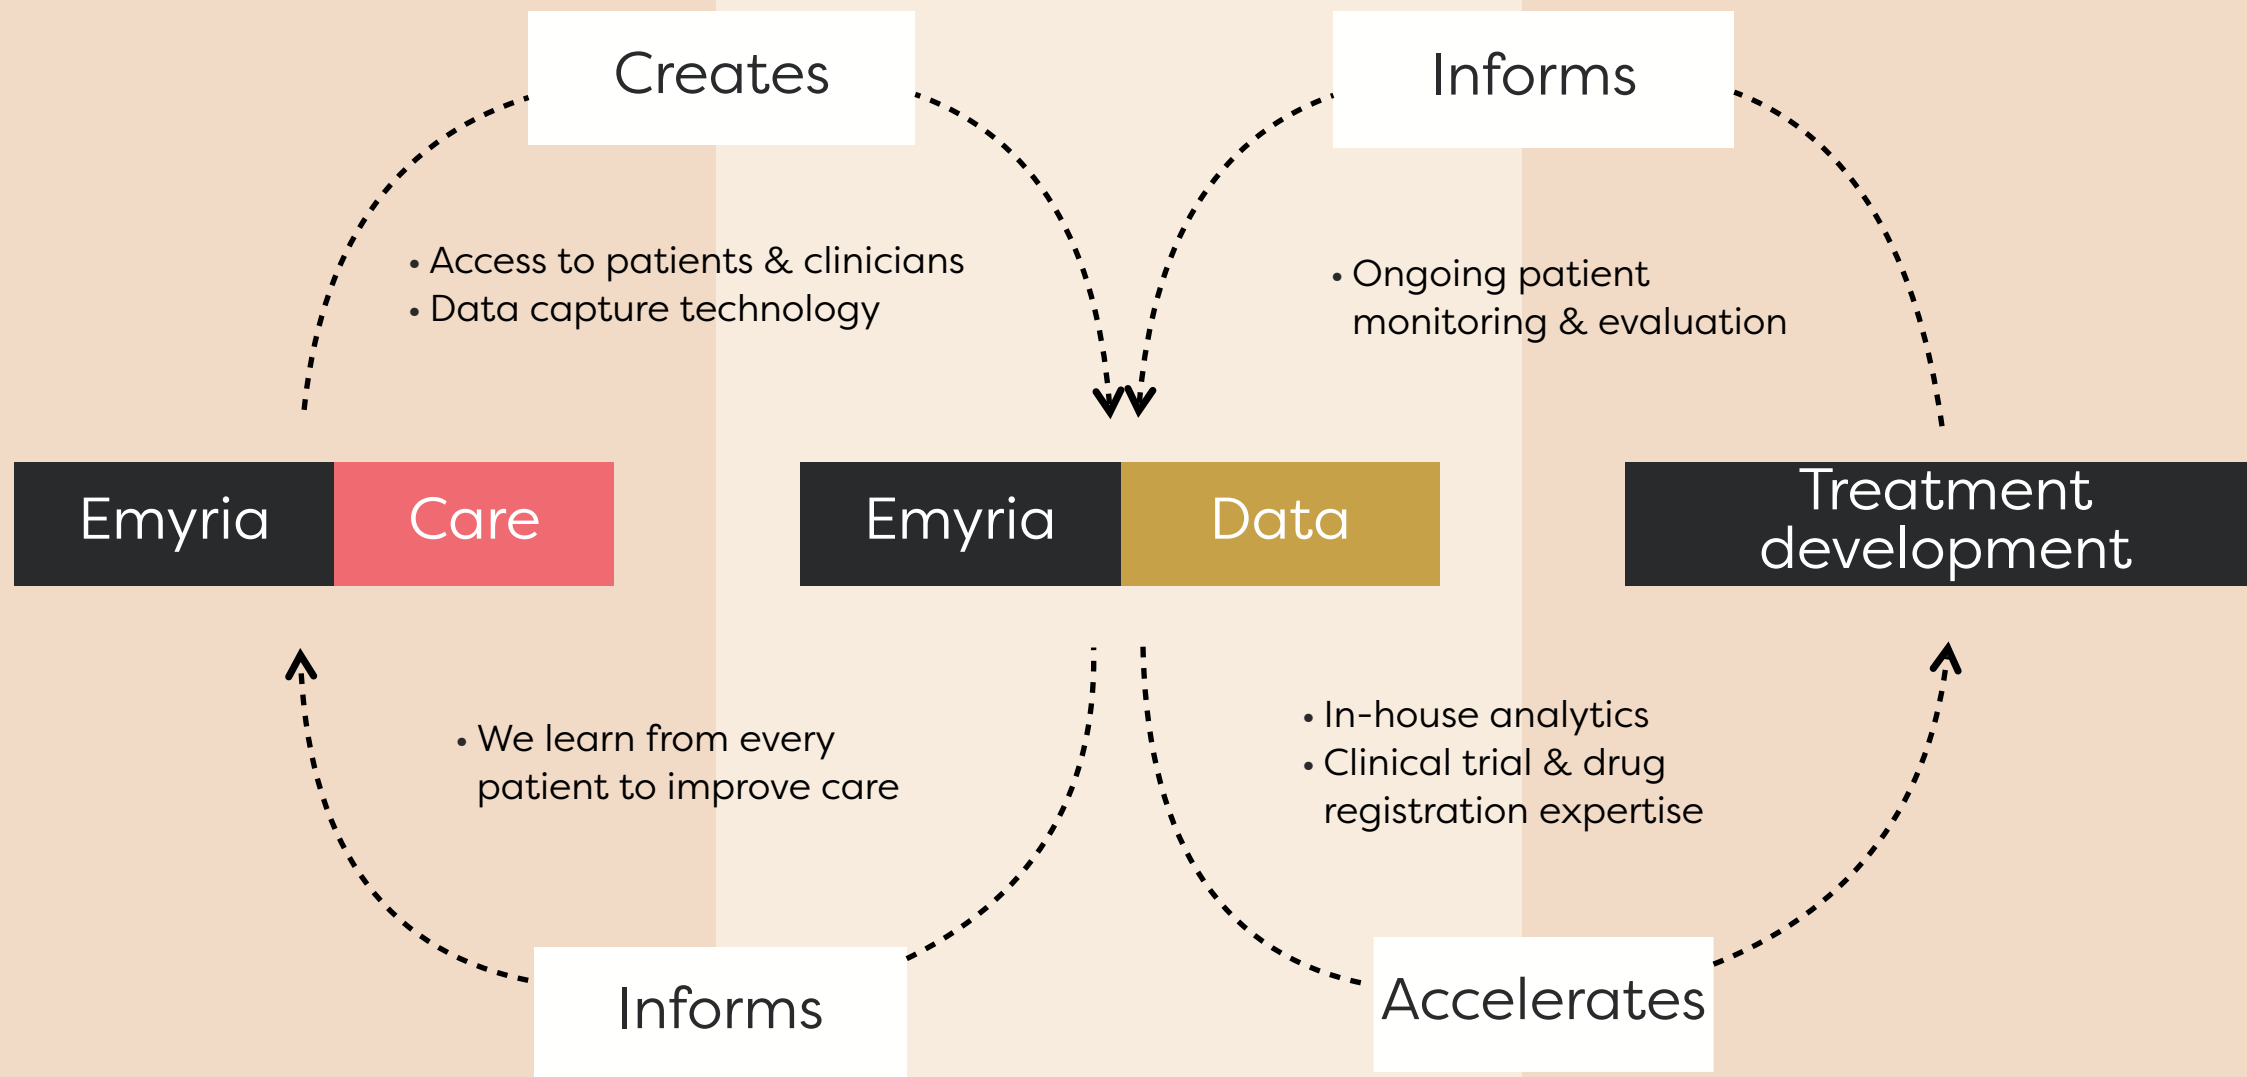 Creates
Informs
• Access to patients & clinicians
• Data capture technology
• Ongoing patient
monitoring & evaluation
Emyria Care
Emyria Data
Treatment
development
• We learn from every
patient to improve care
• In-house analytics
• Clinical trial & drug
registration expertise
Informs
Accelerates